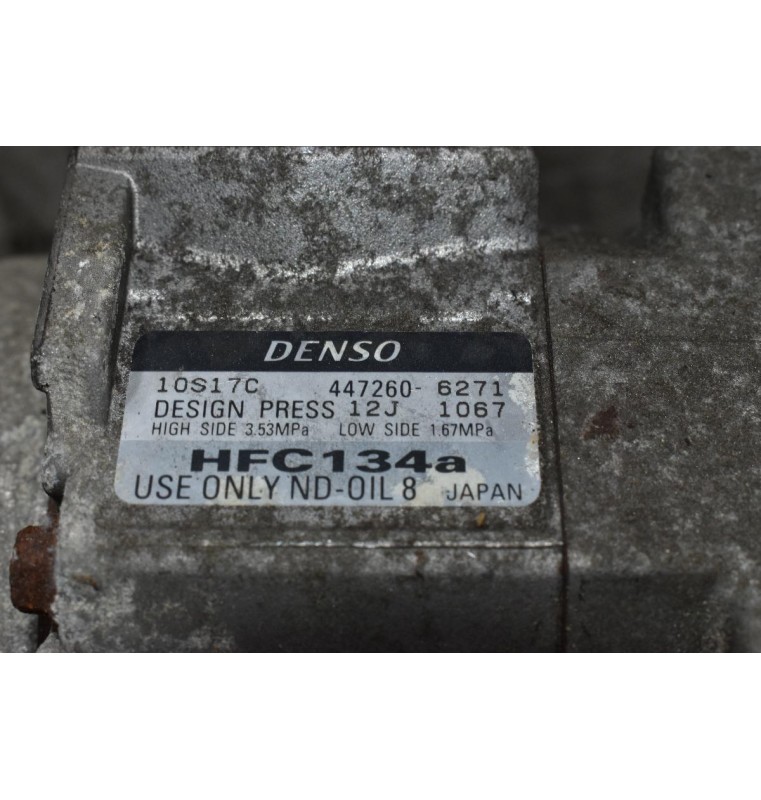 DENSO
10S17C 447260- 6271
DESIGN PRESS 12J 1067
HIGH SIDE 3.53MPa LOW SIDE 1.67MPa
HFC134a
USE ONLY ND-OIL 8 JAPAN